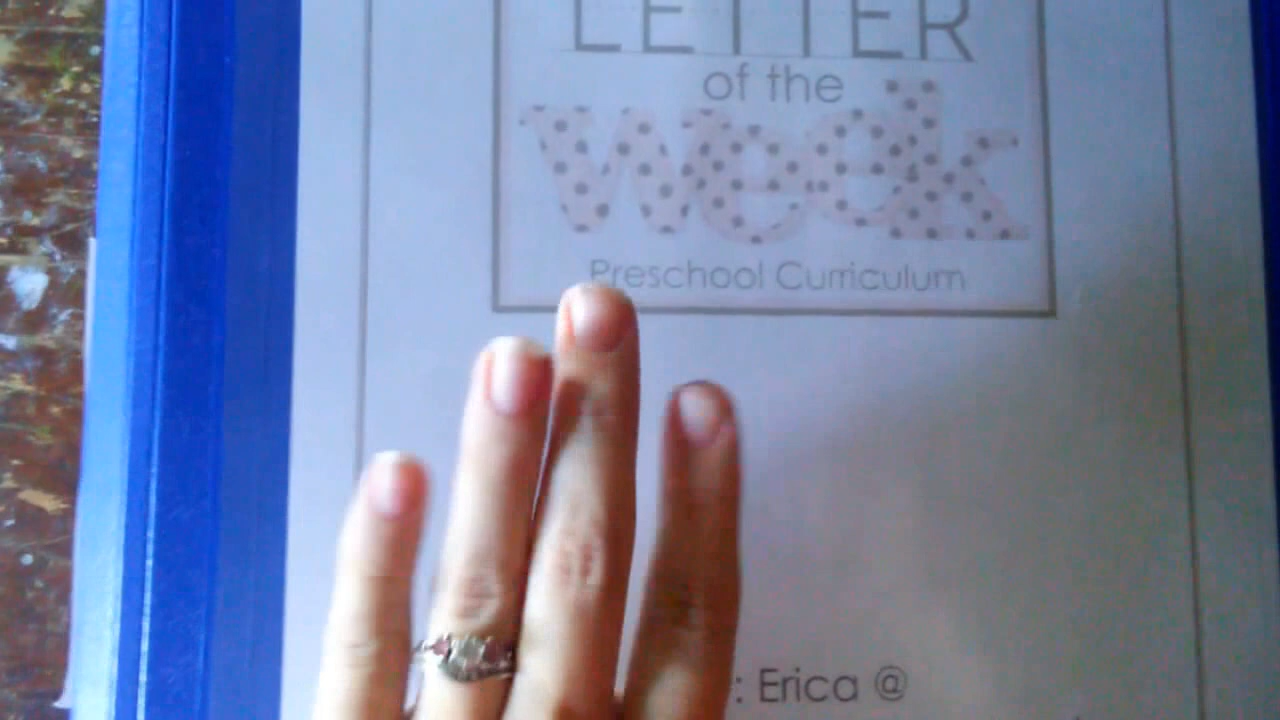 LETTER
of the
week
Preschool Curriculum
: Erica @